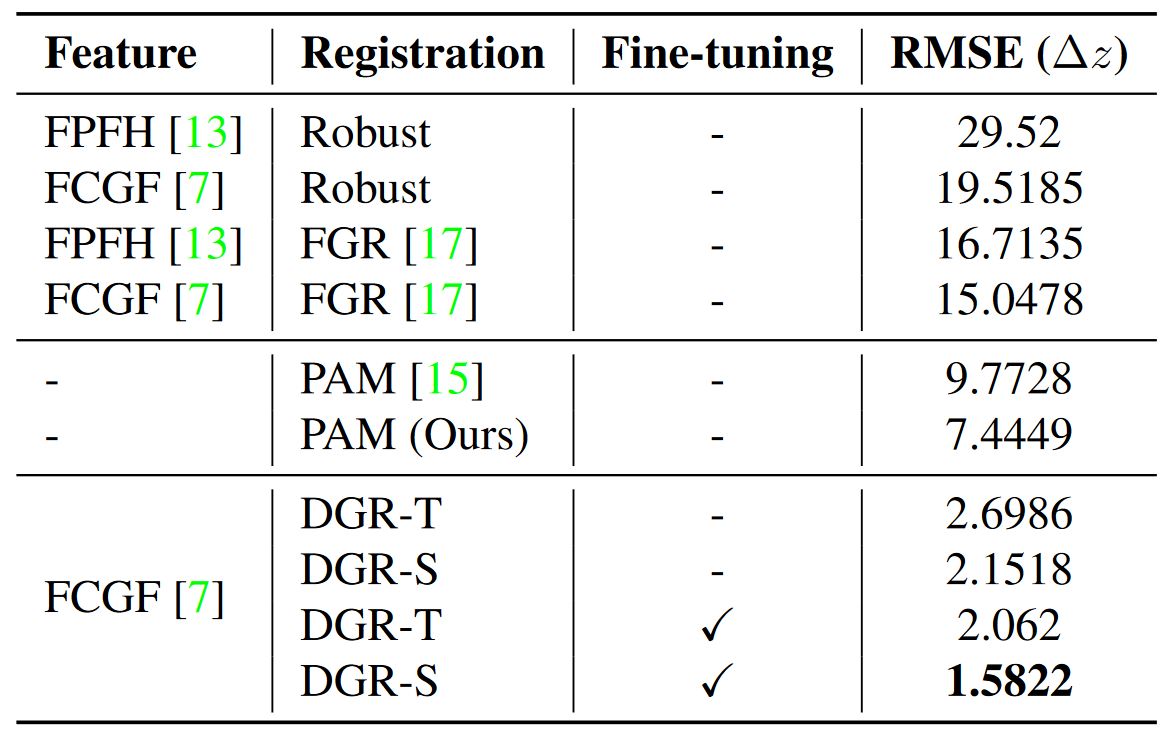 Feature Registration Fine-tuning RMSE (Δz)
FPFH [13] Robust - 29.52
FCGF [7] Robust - 19.5185
FPFH [13] FGR [17] - 16.7135
FCGF [7] FGR [17] - 15.0478
- PAM [15] - 9.7728
- PAM (Ours) - 7.4449
DGR-T - 2.6986
DGR-S - 2.1518
FCGF [7]
DGR-T ✓ 2.062
DGR-S ✓ 1.5822